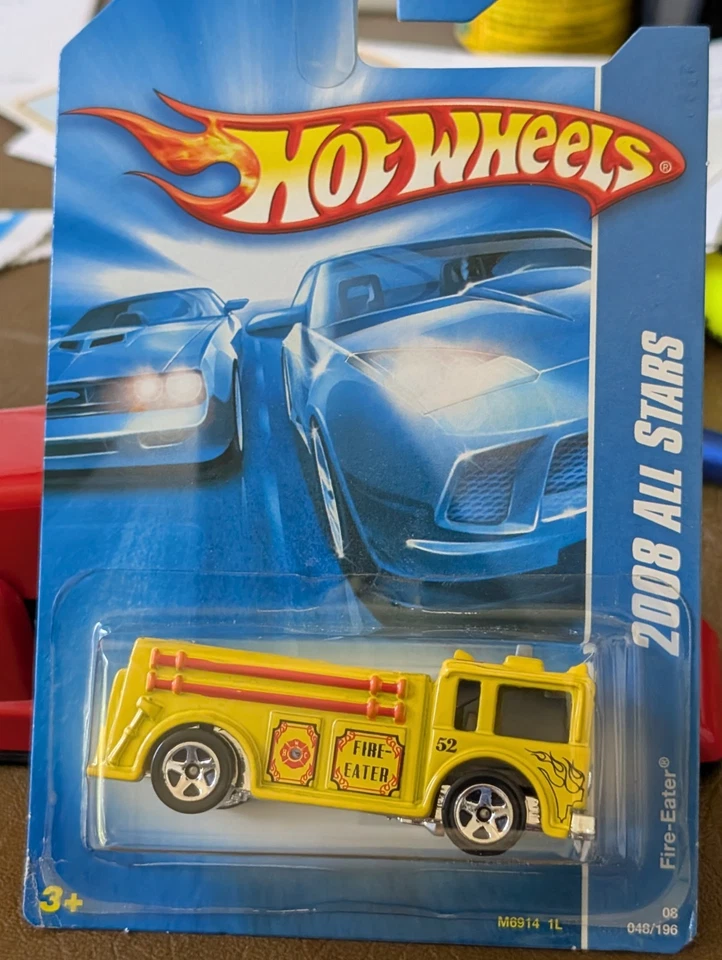 HOT WHEELS®
2008 ALL STARS
FIRE-
EATER
52
Fire-Eater®
3+
M6914 1L
08
048/196